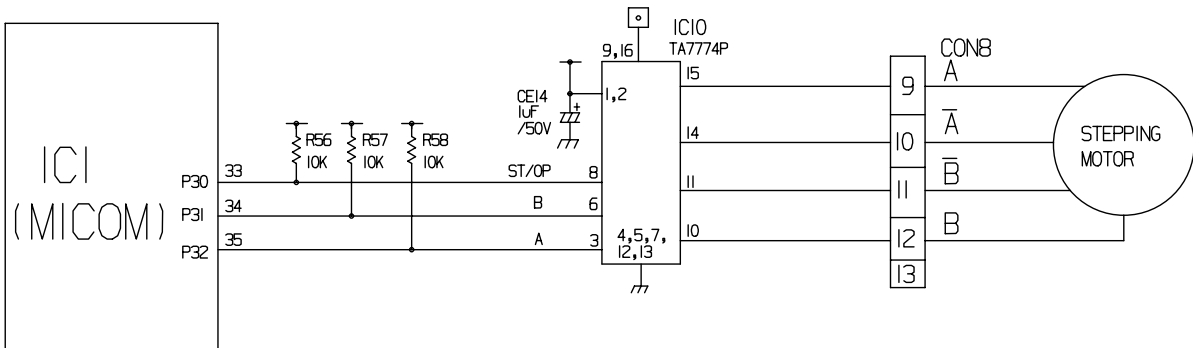 IC1
(MICOM)
P30
P31
P32
33
34
35
R56
10K
R57
10K
R58
10K
ST/OP
B
A
CE14
1uF
/50V
+
9,16
IC10
TA7774P
1,2
8
6
3
4,5,7,
12,13
15
14
11
10
CON8
9
10
11
12
13
A
A̅
B̅
B
STEPPING
MOTOR